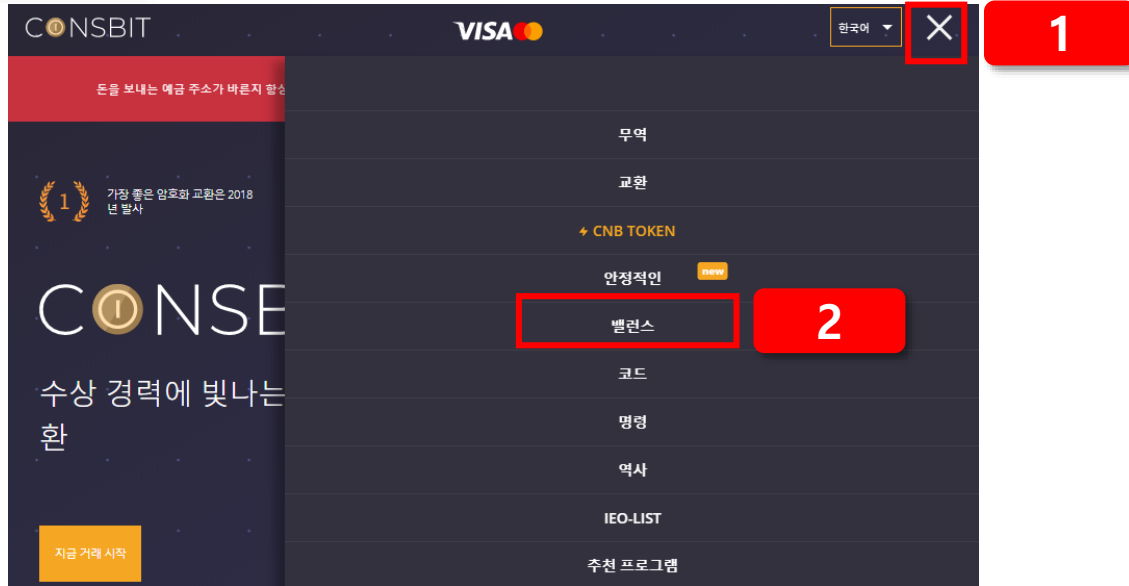 CONSBIT
VISA
한국어
1
돈을 보내는 예금 주소가 바른지 항상
무역
교환
CNB TOKEN
안정적인 new
밸런스
2
코드
명령
역사
IEO-LIST
추천 프로그램
1
가장 좋은 암호화 교환은 2018
년 발사
CONSB
수상 경력에 빛나는
환
지금 거래 시작